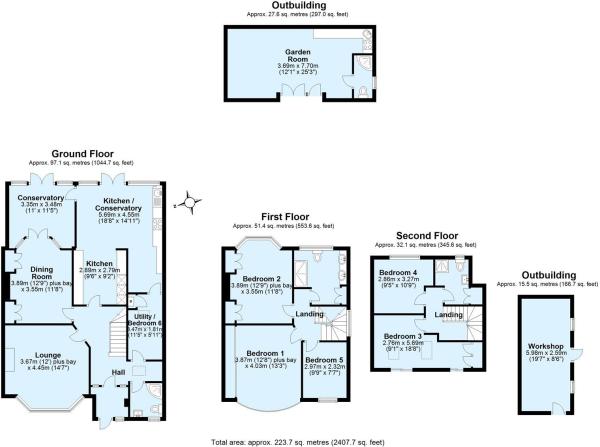 Outbuilding
Approx. 27.6 sq. metres (297.0 sq. feet)
Garden
Room
3.69m x 7.70m
(12'1" x 25'3")
Ground Floor
Approx. 97.1 sq. metres (1044.7 sq. feet)
Conservatory
3.35m x 3.48m
(11' x 11'5")
Kitchen /
Conservatory
5.69m x 4.55m
(18'8" x 14'11")
Kitchen
2.89m x 2.79m
(9'6" x 9'2")
Dining
Room
3.89m (12'9") plus bay
x 3.55m (11'8")
Utility /
Bedroom 6
3.47m x 1.81m
(11'5" x 5'11")
Lounge
3.67m (12') plus bay
x 4.45m (14'7")
Hall
z
First Floor
Approx. 51.4 sq. metres (553.6 sq. feet)
Bedroom 2
3.89m (12'9") plus bay
x 3.55m (11'8")
Landing
Bedroom 1
3.87m (12'8") plus bay
x 4.03m (13'3")
Bedroom 5
2.97m x 2.32m
(9'9" x 7'7")
Second Floor
Approx. 32.1 sq. metres (345.6 sq. feet)
Bedroom 4
2.86m x 3.27m
(9'5" x 10'9")
Landing
Bedroom 3
2.76m x 5.69m
(9'1" x 18'8")
Outbuilding
Approx. 15.5 sq. metres (166.7 sq. feet)
Workshop
5.98m x 2.59m
(19'7" x 8'6")
Total area: approx. 223.7 sq. metres (2407.7 sq. feet)